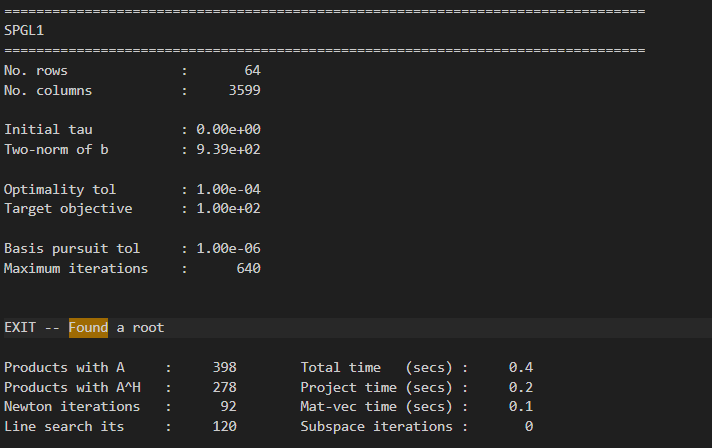 ================================================================================
SPGL1
================================================================================
No. rows              :       64
No. columns           :     3599

Initial tau           : 0.00e+00
Two-norm of b         : 9.39e+02

Optimality tol        : 1.00e-04
Target objective      : 1.00e+02

Basis pursuit tol     : 1.00e-06
Maximum iterations    :      640

EXIT -- Found a root

Products with A     :     398        Total time   (secs) :     0.4
Products with A^H   :     278        Project time (secs) :     0.2
Newton iterations   :      92        Mat-vec time (secs) :     0.1
Line search its     :     120        Subspace iterations :       0